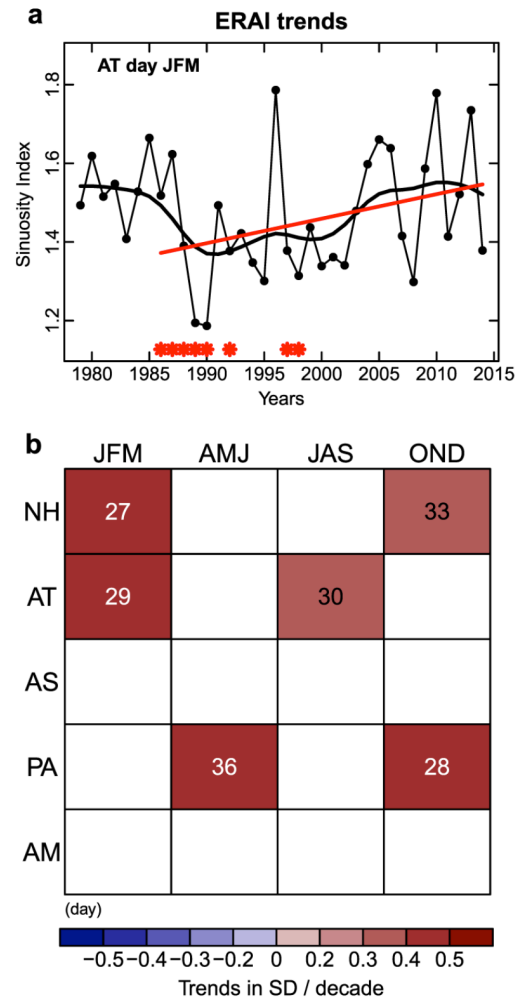 a
ERAI trends
AT day JFM
Sinuosity Index
1.8
1.6
1.4
1.2
1980 1985 1990 1995 2000 2005 2010 2015
Years
b
JFM AMJ JAS OND
NH 27 33
AT 29 30
AS
PA 36 28
AM
(day)
−0.5 −0.4 −0.3 −0.2 0 0.2 0.3 0.4 0.5
Trends in SD / decade